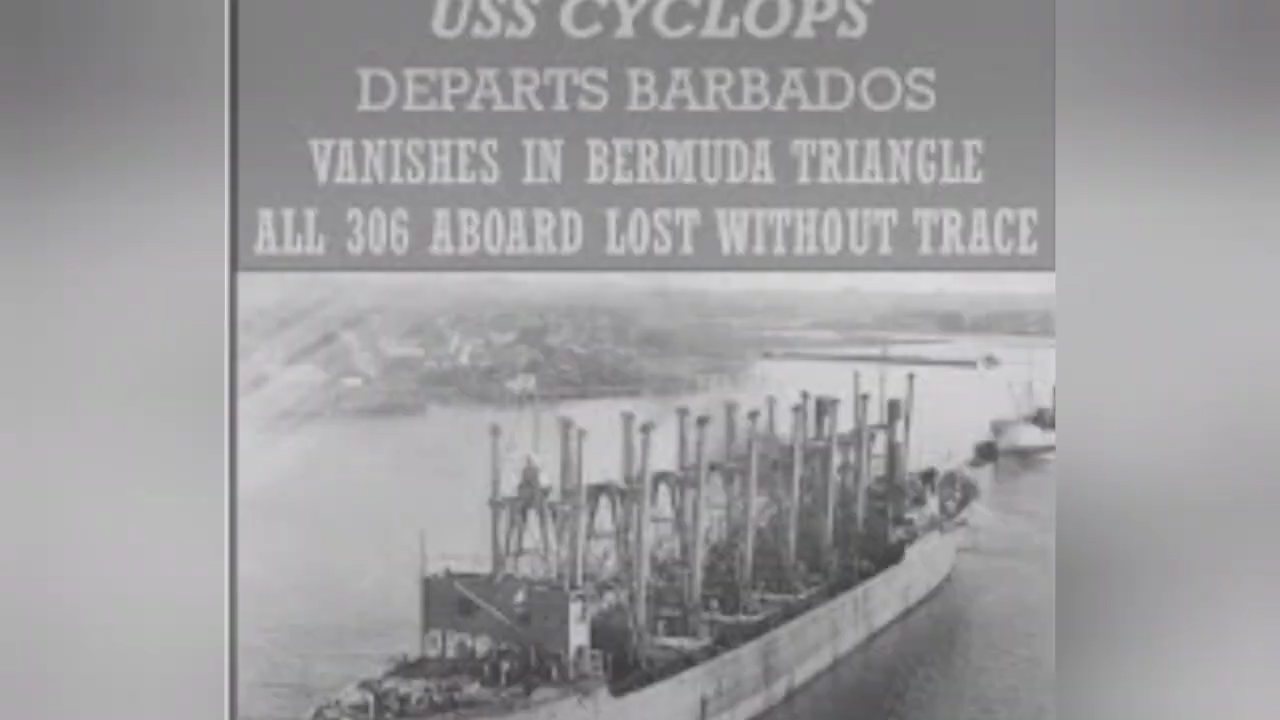 USS CYCLOPS
DEPARTS BARBADOS
VANISHES IN BERMUDA TRIANGLE
ALL 306 ABOARD LOST WITHOUT TRACE